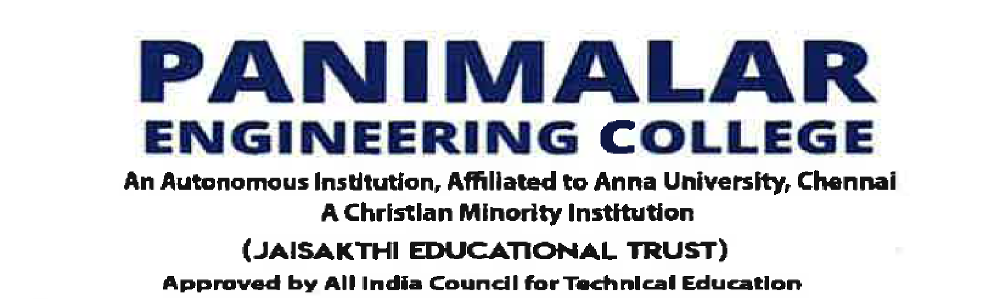 PANIMALAR
ENGINEERING COLLEGE
An Autonomous Institution, Affiliated to Anna University, Chennai
A Christian Minority Institution
(JAISAKTHI EDUCATIONAL TRUST)
Approved by All India Council for Technical Education